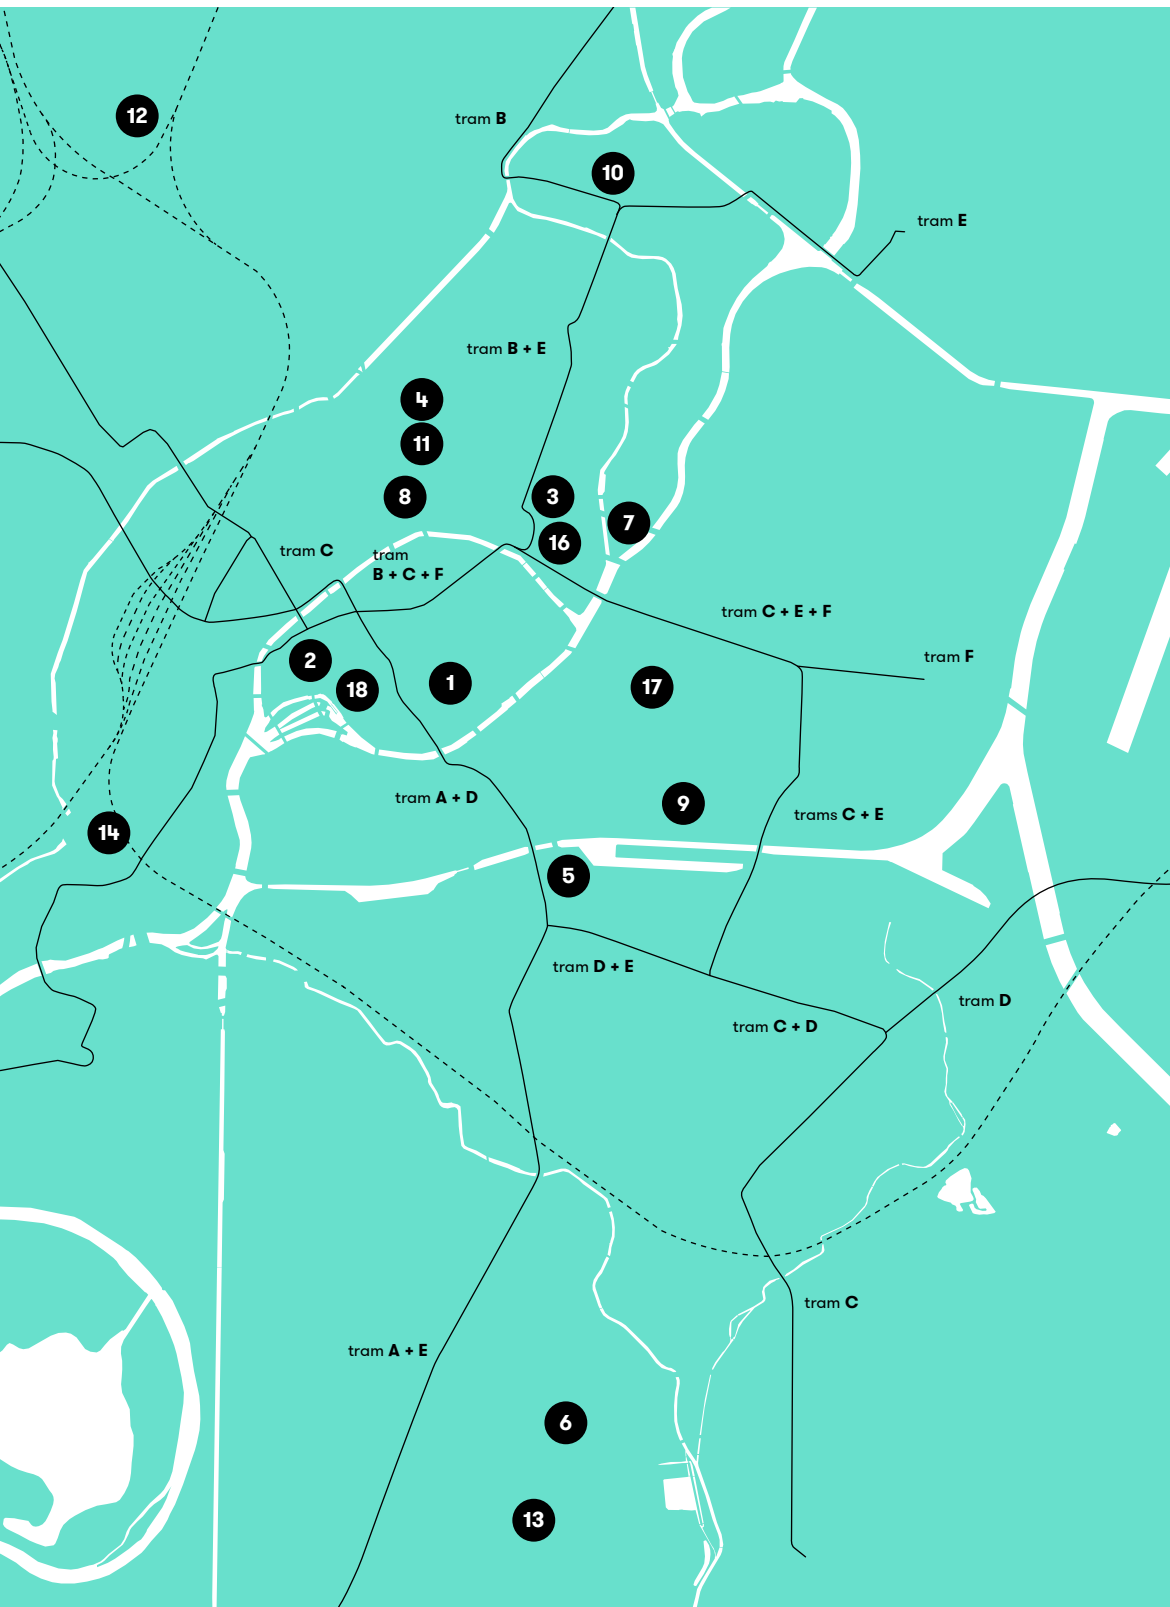 12
tram B
10
tram E
tram B + E
4
11
8
3
7
16
tram C
tram
B + C + F
tram C + E + F
tram F
2
18
1
17
tram A + D
9
trams C + E
14
5
tram D + E
tram D
tram C + D
tram C
tram A + E
6
13